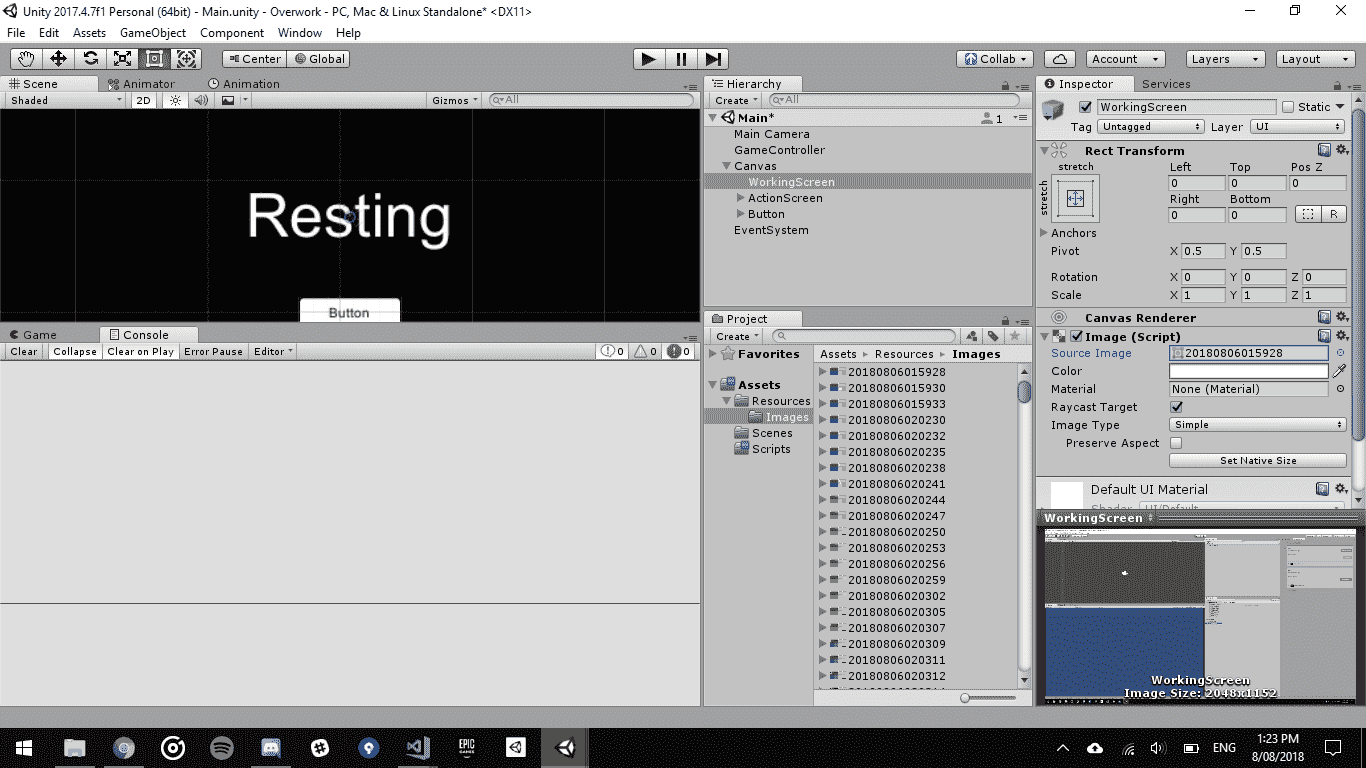 Unity 2017.4.7f1 Personal (64bit) - Main.unity - Overwork - PC, Mac & Linux Standalone* <DX11>
File Edit Assets GameObject Component Window Help
Center Global Collab Account Layers Layout
Scene Animator Animation
Shaded 2D Gizmos All
Resting
Button
Game Console
Clear Collapse Clear on Play Error Pause Editor 0 0 0
Hierarchy
Create All
Main* 1
Main Camera
GameController
Canvas
WorkingScreen
ActionScreen
Button
EventSystem
Project
Create
Favorites
Assets
Resources
Images
Scenes
Scripts
Assets Resources Images
20180806015928
20180806015930
20180806015933
20180806020230
20180806020232
20180806020235
20180806020238
20180806020241
20180806020244
20180806020247
20180806020250
20180806020253
20180806020256
20180806020259
20180806020302
20180806020305
20180806020307
20180806020309
20180806020311
20180806020312
Inspector Services
WorkingScreen Static
Tag Untagged Layer UI
Rect Transform
stretch
stretch
Left Top Pos Z
0 0 0
Right Bottom
0 0 R
Anchors
Pivot X 0.5 Y 0.5
Rotation X 0 Y 0 Z 0
Scale X 1 Y 1 Z 1
Canvas Renderer
Image (Script)
Source Image 20180806015928
Color
Material None (Material)
Raycast Target
Image Type Simple
Preserve Aspect
Set Native Size
Default UI Material
Shader UI/Default
WorkingScreen
WorkingScreen
Image Size: 2048x1152
EPIC GAMES
ENG
1:23 PM
8/08/2018